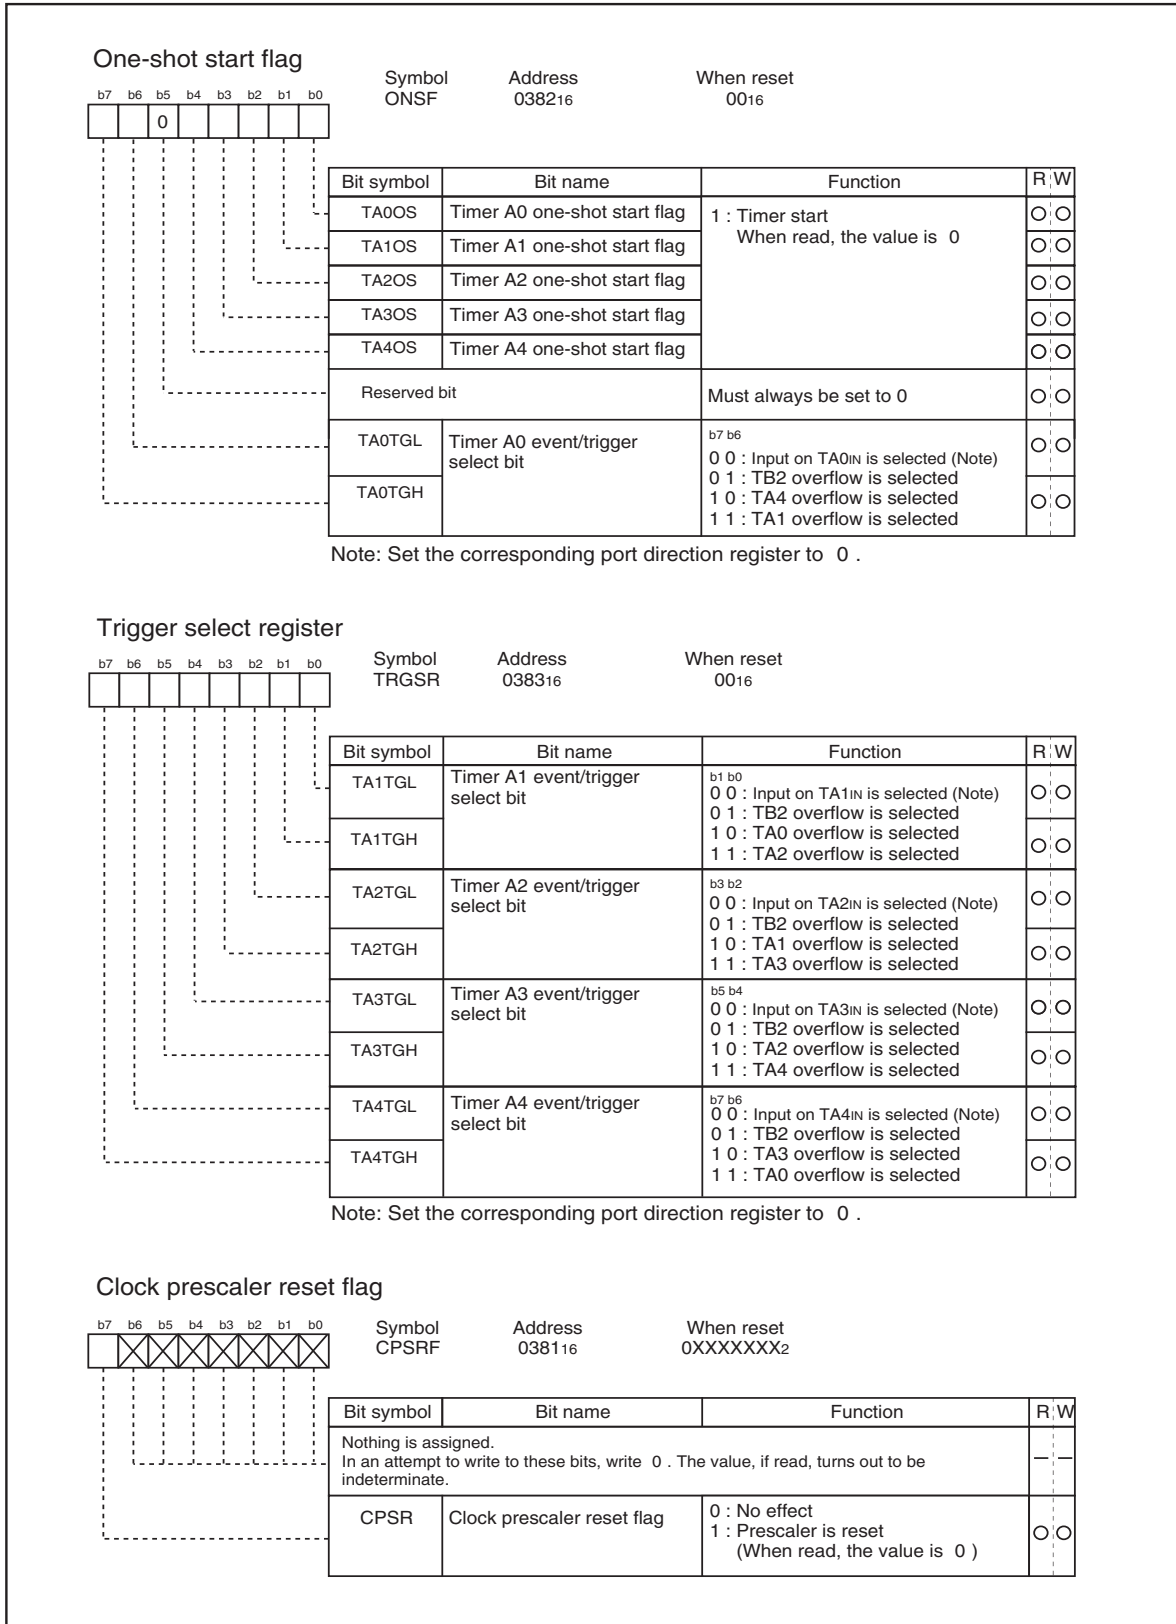 One-shot start flag
Symbol Address When reset
ONSF 038216 0016
b7 b6 b5 b4 b3 b2 b1 b0
0
Bit symbol Bit name Function R W
TA0OS Timer A0 one-shot start flag 1 : Timer start
When read, the value is 0
TA1OS Timer A1 one-shot start flag
TA2OS Timer A2 one-shot start flag
TA3OS Timer A3 one-shot start flag
TA4OS Timer A4 one-shot start flag
Reserved bit Must always be set to 0
TA0TGL Timer A0 event/trigger select bit b7 b6
0 0 : Input on TA0IN is selected (Note)
0 1 : TB2 overflow is selected
TA0TGH 1 0 : TA4 overflow is selected
1 1 : TA1 overflow is selected
Note: Set the corresponding port direction register to 0 .
Trigger select register
Symbol Address When reset
TRGSR 038316 0016
b7 b6 b5 b4 b3 b2 b1 b0
Bit symbol Bit name Function R W
TA1TGL Timer A1 event/trigger select bit b1 b0
0 0 : Input on TA1IN is selected (Note)
0 1 : TB2 overflow is selected
TA1TGH 1 0 : TA0 overflow is selected
1 1 : TA2 overflow is selected
TA2TGL Timer A2 event/trigger select bit b3 b2
0 0 : Input on TA2IN is selected (Note)
0 1 : TB2 overflow is selected
TA2TGH 1 0 : TA1 overflow is selected
1 1 : TA3 overflow is selected
TA3TGL Timer A3 event/trigger select bit b5 b4
0 0 : Input on TA3IN is selected (Note)
0 1 : TB2 overflow is selected
TA3TGH 1 0 : TA2 overflow is selected
1 1 : TA4 overflow is selected
TA4TGL Timer A4 event/trigger select bit b7 b6
0 0 : Input on TA4IN is selected (Note)
0 1 : TB2 overflow is selected
TA4TGH 1 0 : TA3 overflow is selected
1 1 : TA0 overflow is selected
Note: Set the corresponding port direction register to 0 .
Clock prescaler reset flag
Symbol Address When reset
CPSRF 038116 0XXXXXXX2
b7 b6 b5 b4 b3 b2 b1 b0
Bit symbol Bit name Function R W
Nothing is assigned.
In an attempt to write to these bits, write 0 . The value, if read, turns out to be
indeterminate.
CPSR Clock prescaler reset flag 0 : No effect
1 : Prescaler is reset
(When read, the value is 0 )